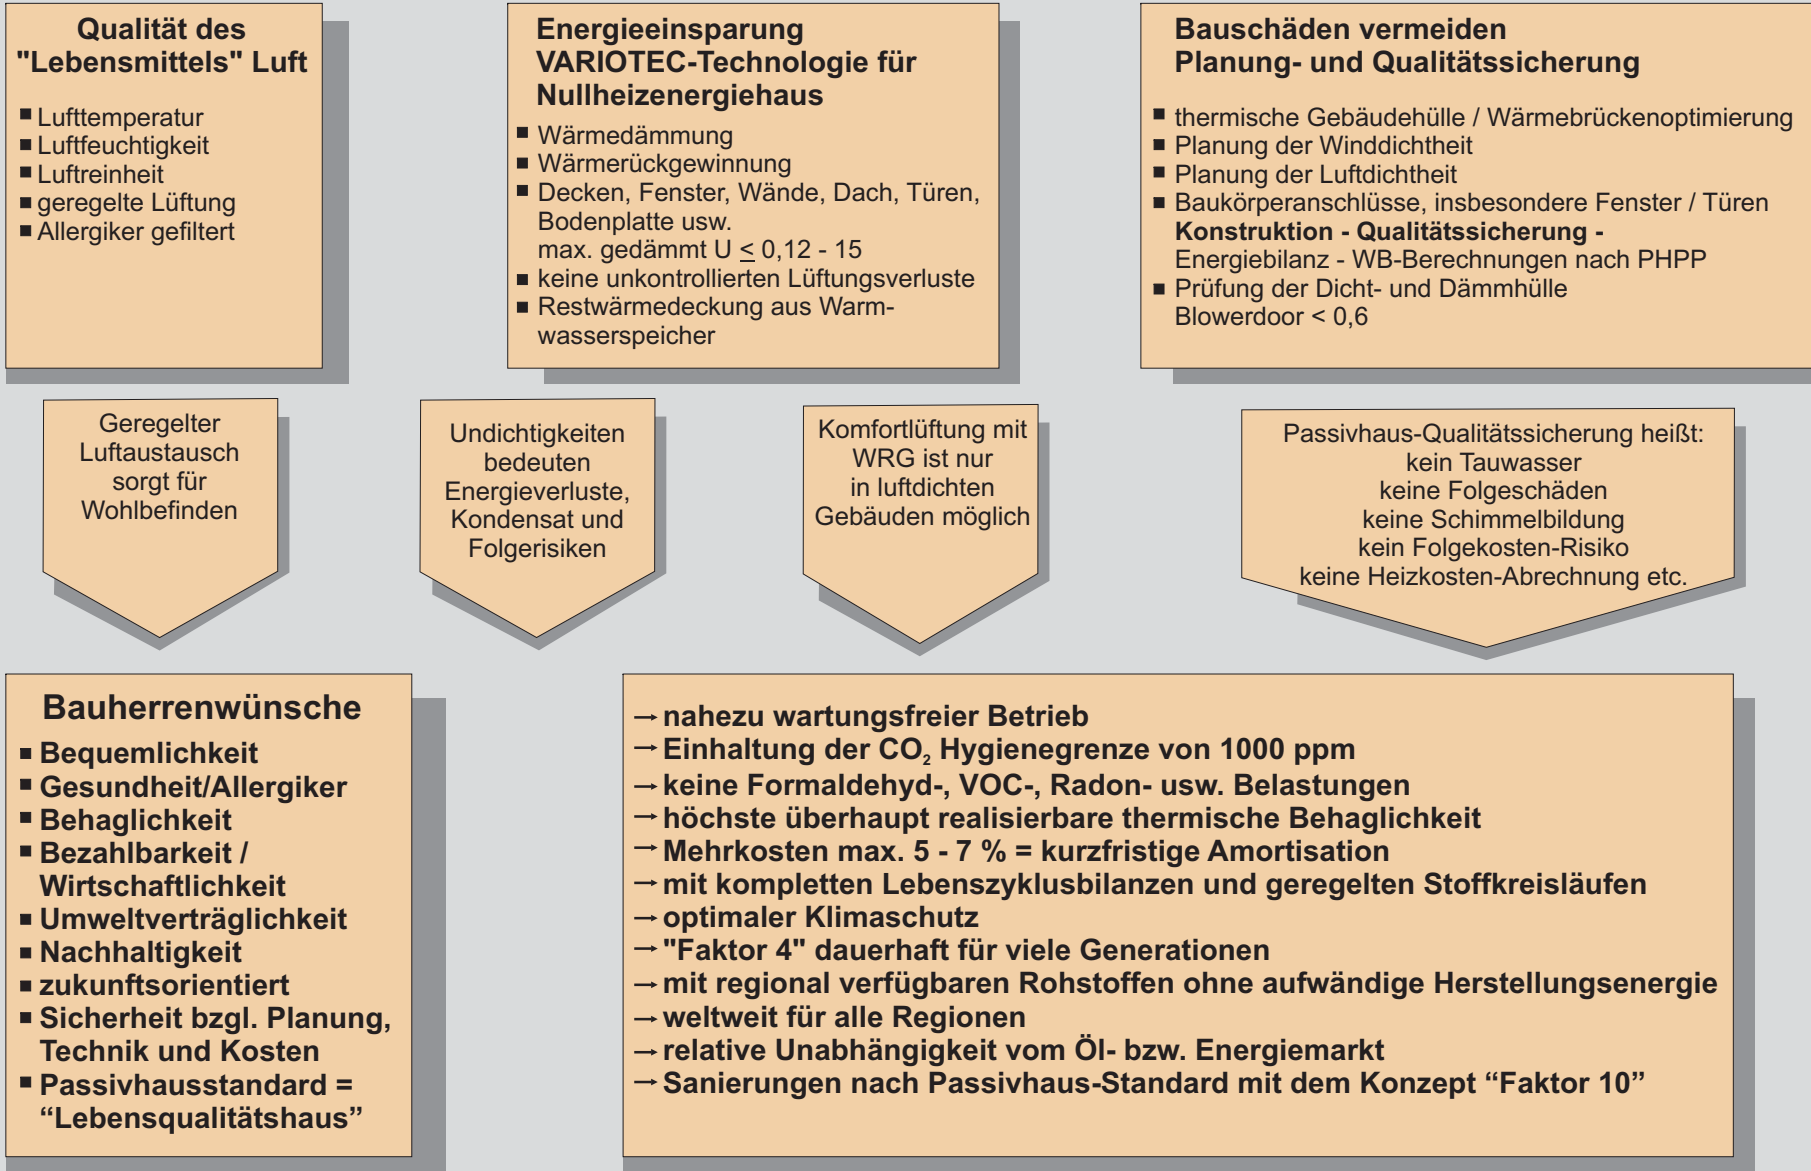 Qualität des
"Lebensmittels" Luft
▪ Lufttemperatur
▪ Luftfeuchtigkeit
▪ Luftreinheit
▪ geregelte Lüftung
▪ Allergiker gefiltert
Energieeinsparung
VARIOTEC-Technologie für
Nullheizenergiehaus
▪ Wärmedämmung
▪ Wärmerückgewinnung
▪ Decken, Fenster, Wände, Dach, Türen,
Bodenplatte usw.
max. gedämmt U ≤ 0,12 - 15
▪ keine unkontrollierten Lüftungsverluste
▪ Restwärmedeckung aus Warm-
wasserspeicher
Bauschäden vermeiden
Planung- und Qualitätssicherung
▪ thermische Gebäudehülle / Wärmebrückenoptimierung
▪ Planung der Winddichtheit
▪ Planung der Luftdichtheit
▪ Baukörperanschlüsse, insbesondere Fenster / Türen
Konstruktion - Qualitätssicherung -
Energiebilanz - WB-Berechnungen nach PHPP
▪ Prüfung der Dicht- und Dämmhülle
Blowerdoor < 0,6
Geregelter
Luftaustausch
sorgt für
Wohlbefinden
Undichtigkeiten
bedeuten
Energieverluste,
Kondensat und
Folgerisiken
Komfortlüftung mit
WRG ist nur
in luftdichten
Gebäuden möglich
Passivhaus-Qualitätssicherung heißt:
kein Tauwasser
keine Folgeschäden
keine Schimmelbildung
kein Folgekosten-Risiko
keine Heizkosten-Abrechnung etc.
Bauherrenwünsche
▪ Bequemlichkeit
▪ Gesundheit/Allergiker
▪ Behaglichkeit
▪ Bezahlbarkeit /
Wirtschaftlichkeit
▪ Umweltverträglichkeit
▪ Nachhaltigkeit
▪ zukunftsorientiert
▪ Sicherheit bzgl. Planung,
Technik und Kosten
▪ Passivhausstandard =
“Lebensqualitätshaus”
→ nahezu wartungsfreier Betrieb
→ Einhaltung der CO₂ Hygienegrenze von 1000 ppm
→ keine Formaldehyd-, VOC-, Radon- usw. Belastungen
→ höchste überhaupt realisierbare thermische Behaglichkeit
→ Mehrkosten max. 5 - 7 % = kurzfristige Amortisation
→ mit kompletten Lebenszyklusbilanzen und geregelten Stoffkreisläufen
→ optimaler Klimaschutz
→ "Faktor 4" dauerhaft für viele Generationen
→ mit regional verfügbaren Rohstoffen ohne aufwändige Herstellungsenergie
→ weltweit für alle Regionen
→ relative Unabhängigkeit vom Öl- bzw. Energiemarkt
→ Sanierungen nach Passivhaus-Standard mit dem Konzept “Faktor 10”